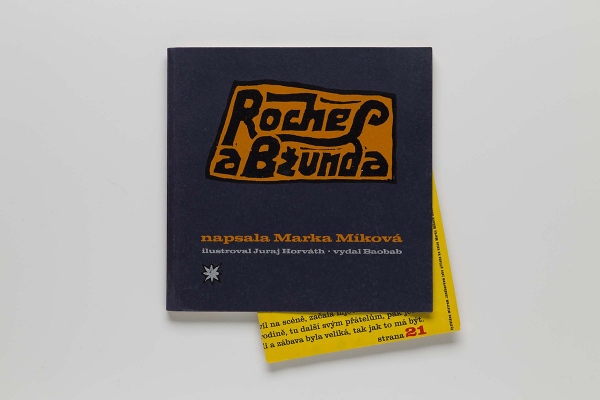 Roches
a Bžunda
napsala Marka Míková
ilustroval Juraj Horváth • vydal Baobab
il na scéně, začala
rodině, tu další svým přátelům, pak
l a zábava byla veliká, tak jak to má být.
strana 21